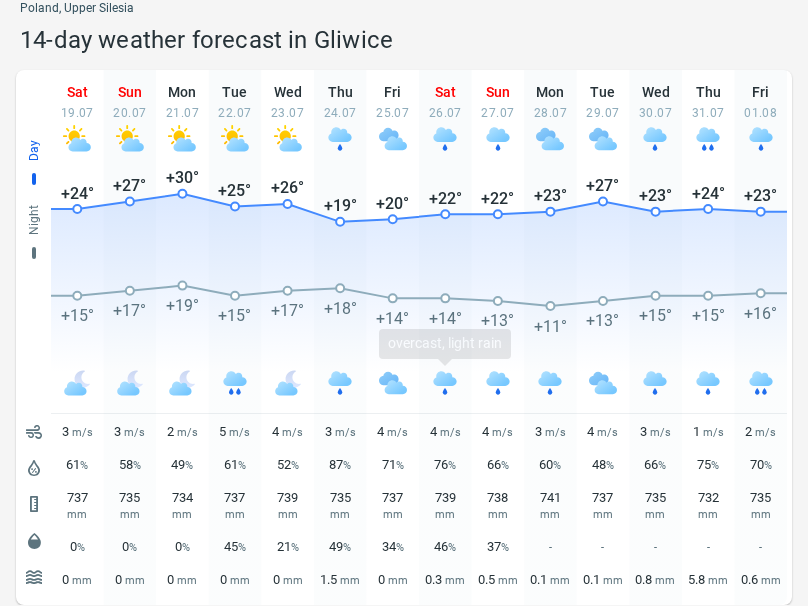 Poland, Upper Silesia
14-day weather forecast in Gliwice
Sat Sun Mon Tue Wed Thu Fri Sat Sun Mon Tue Wed Thu Fri
19.07 20.07 21.07 22.07 23.07 24.07 25.07 26.07 27.07 28.07 29.07 30.07 31.07 01.08
Day
+24° +27° +30° +25° +26° +19° +20° +22° +22° +23° +27° +23° +24° +23°
Night
+15° +17° +19° +15° +17° +18° +14° +14° +13° +11° +13° +15° +15° +16°
overcast, light rain
3 m/s 3 m/s 2 m/s 5 m/s 4 m/s 3 m/s 4 m/s 4 m/s 4 m/s 3 m/s 4 m/s 3 m/s 1 m/s 2 m/s
61% 58% 49% 61% 52% 87% 71% 76% 66% 60% 48% 66% 75% 70%
737 735 734 737 739 735 737 739 738 741 737 735 732 735
mm mm mm mm mm mm mm mm mm mm mm mm mm mm
0% 0% 0% 45% 21% 49% 34% 46% 37% - - - - -
0 mm 0 mm 0 mm 0 mm 0 mm 1.5 mm 0 mm 0.3 mm 0.5 mm 0.1 mm 0.1 mm 0.8 mm 5.8 mm 0.6 mm